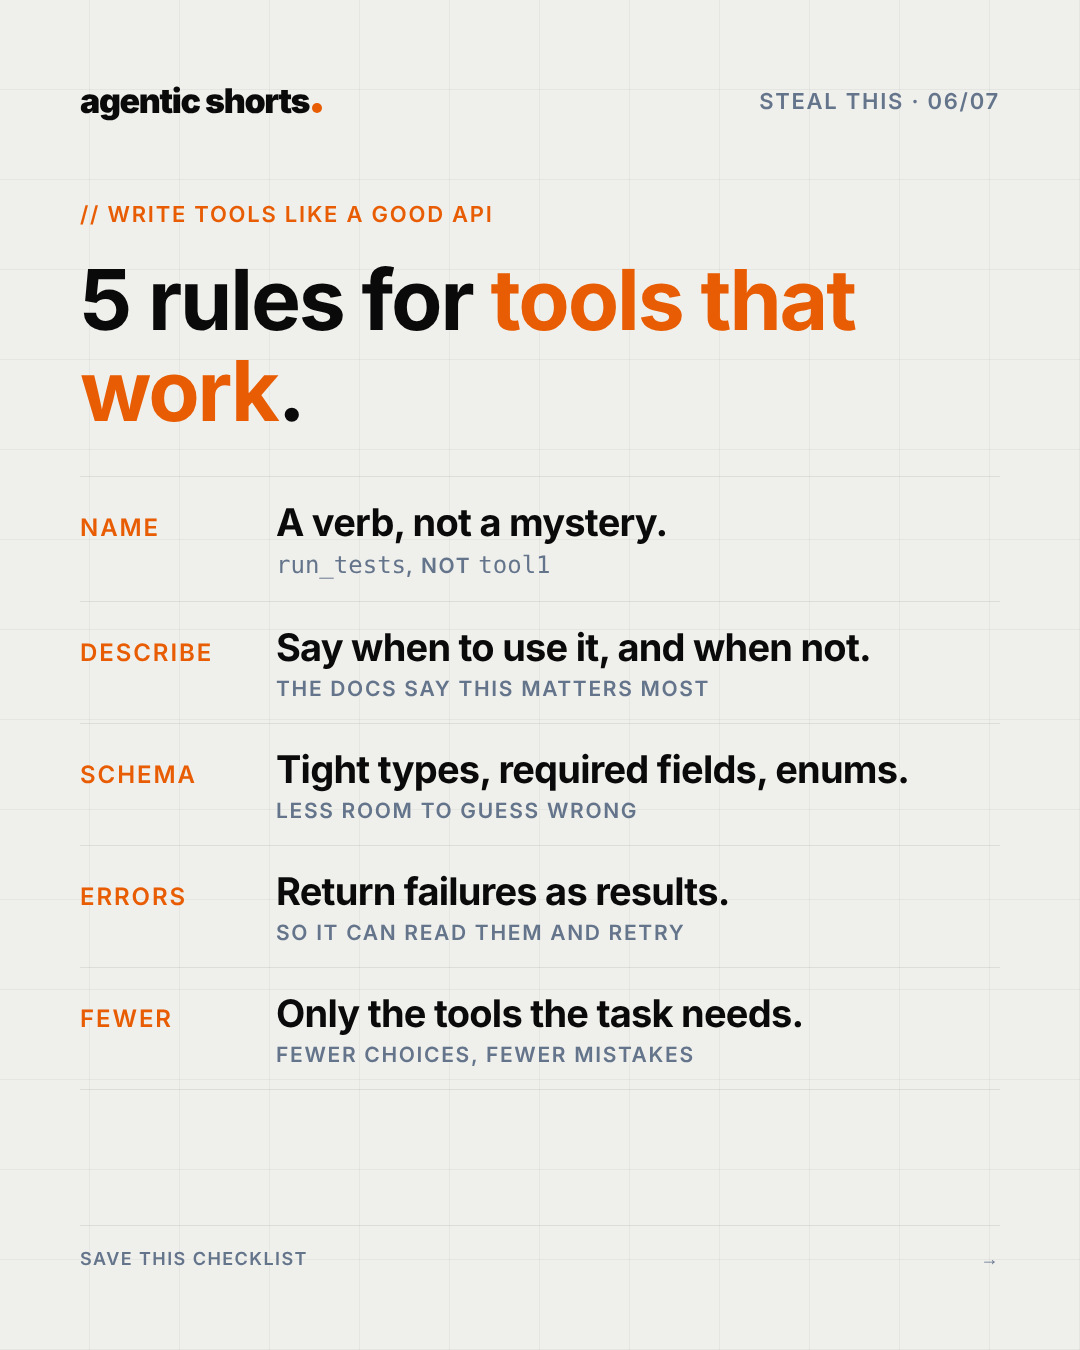 agentic shorts.
STEAL THIS · 06/07
// WRITE TOOLS LIKE A GOOD API
5 rules for tools that
work.
NAME
A verb, not a mystery.
run_tests, NOT tool1
DESCRIBE
Say when to use it, and when not.
THE DOCS SAY THIS MATTERS MOST
SCHEMA
Tight types, required fields, enums.
LESS ROOM TO GUESS WRONG
ERRORS
Return failures as results.
SO IT CAN READ THEM AND RETRY
FEWER
Only the tools the task needs.
FEWER CHOICES, FEWER MISTAKES
SAVE THIS CHECKLIST
→